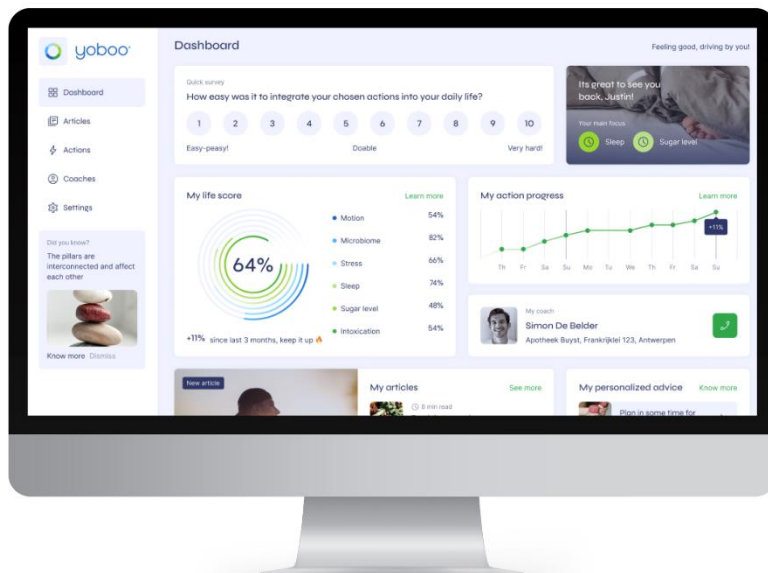 yoboo
Dashboard
Articles
Actions
Coaches
Settings
Did you know?
The pillars are
interconnected and affect
each other
Know more Dismiss
Dashboard
Feeling good, driving by you!
Quick survey
How easy was it to integrate your chosen actions into your daily life?
1 2 3 4 5 6 7 8 9 10
Easy-peasy! Doable Very hard!
Its great to see you
back, Justin!
Your main focus
Sleep Sugar level
My life score Learn more
64%
Motion 54%
Microbiome 82%
Stress 66%
Sleep 74%
Sugar level 48%
Intoxication 54%
+11% since last 3 months, keep it up 🔥
My action progress Learn more
+11%
Th Fr Sa Su Mo Tu We Th Fr Sa Su
My coach
Simon De Belder
Apotheek Buyst, Frankrijklei 123, Antwerpen
New article
My articles See more
8 min read
My personalized advice Know more
Plan in some time for